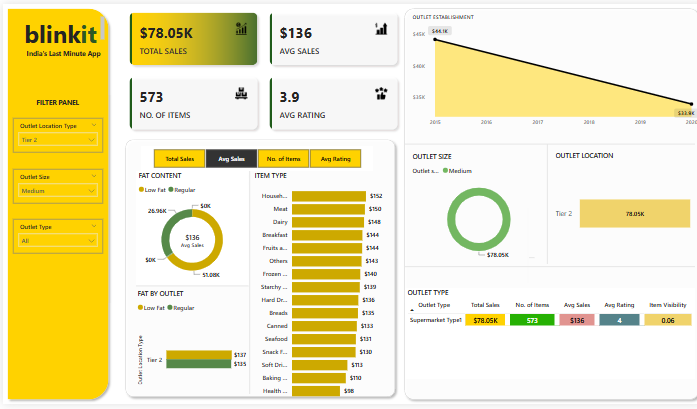 blinkit
India's Last Minute App
FILTER PANEL
Outlet Location Type
Tier 2
Outlet Size
Medium
Outlet Type
All
$78.05K
TOTAL SALES
$136
AVG SALES
573
NO. OF ITEMS
3.9
AVG RATING
Total Sales
Avg Sales
No. of Items
Avg Rating
FAT CONTENT
Low Fat Regular
$0K
26.96K
$136
Avg Sales
$0K
51.08K
FAT BY OUTLET
Low Fat Regular
Outlet Location Type
Tier 2
$137
$135
ITEM TYPE
Househ... $152
Meat $150
Dairy $148
Breakfast $144
Fruits a... $144
Others $143
Frozen ... $140
Starchy ... $139
Hard Dr... $136
Breads $135
Canned $133
Seafood $131
Snack F... $130
Soft Dri... $113
Baking ... $110
Health ... $98
OUTLET ESTABLISHMENT
$45K
$44.1K
$40K
$35K
$33.9K
2015 2016 2017 2018 2019 2020
OUTLET SIZE
Outlet s... Medium
$78.05K
OUTLET LOCATION
Tier 2 78.05K
OUTLET TYPE
Outlet Type Total Sales No. of Items Avg Sales Avg Rating Item Visibility
Supermarket Type1 $78.05K 573 $136 4 0.06